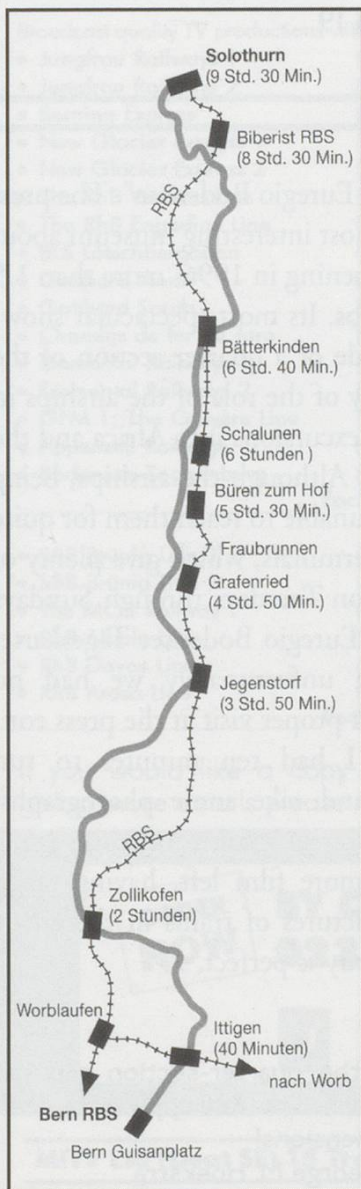 Solothurn
(9 Std. 30 Min.)
Biberist RBS
(8 Std. 30 Min.)
RBS
Bätterkinden
(6 Std. 40 Min.)
Schalunen
(6 Stunden)
Büren zum Hof
(5 Std. 30 Min.)
Fraubrunnen
Grafenried
(4 Std. 50 Min.)
Jegenstorf
(3 Std. 50 Min.)
RBS
Zollikofen
(2 Stunden)
Worblaufen
Ittigen
(40 Minuten)
nach Worb
Bern RBS
Bern Guisanplatz